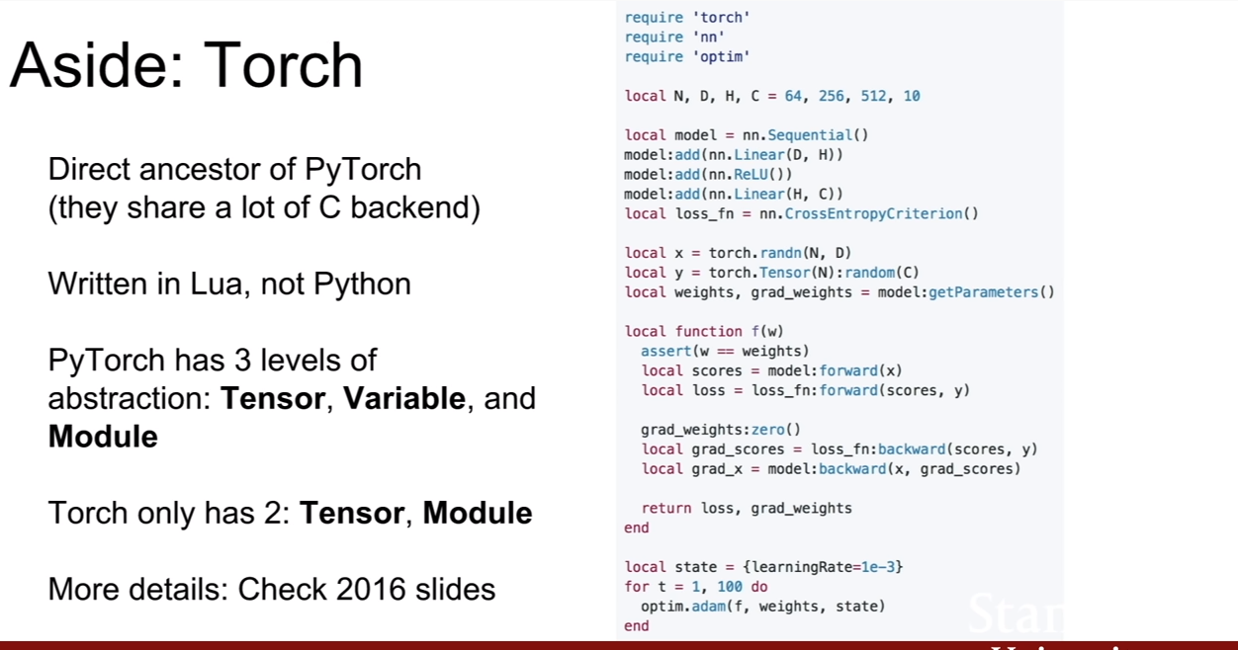 Aside: Torch
Direct ancestor of PyTorch
(they share a lot of C backend)
Written in Lua, not Python
PyTorch has 3 levels of
abstraction: Tensor, Variable, and
Module
Torch only has 2: Tensor, Module
More details: Check 2016 slides
require 'torch'
require 'nn'
require 'optim'
local N, D, H, C = 64, 256, 512, 10
local model = nn.Sequential()
model:add(nn.Linear(D, H))
model:add(nn.ReLU())
model:add(nn.Linear(H, C))
local loss_fn = nn.CrossEntropyCriterion()
local x = torch.randn(N, D)
local y = torch.Tensor(N):random(C)
local weights, grad_weights = model:getParameters()
local function f(w)
assert(w == weights)
local scores = model:forward(x)
local loss = loss_fn:forward(scores, y)
grad_weights:zero()
local grad_scores = loss_fn:backward(scores, y)
local grad_x = model:backward(x, grad_scores)
return loss, grad_weights
end
local state = {learningRate=1e-3}
for t = 1, 100 do
optim.adam(f, weights, state)
end